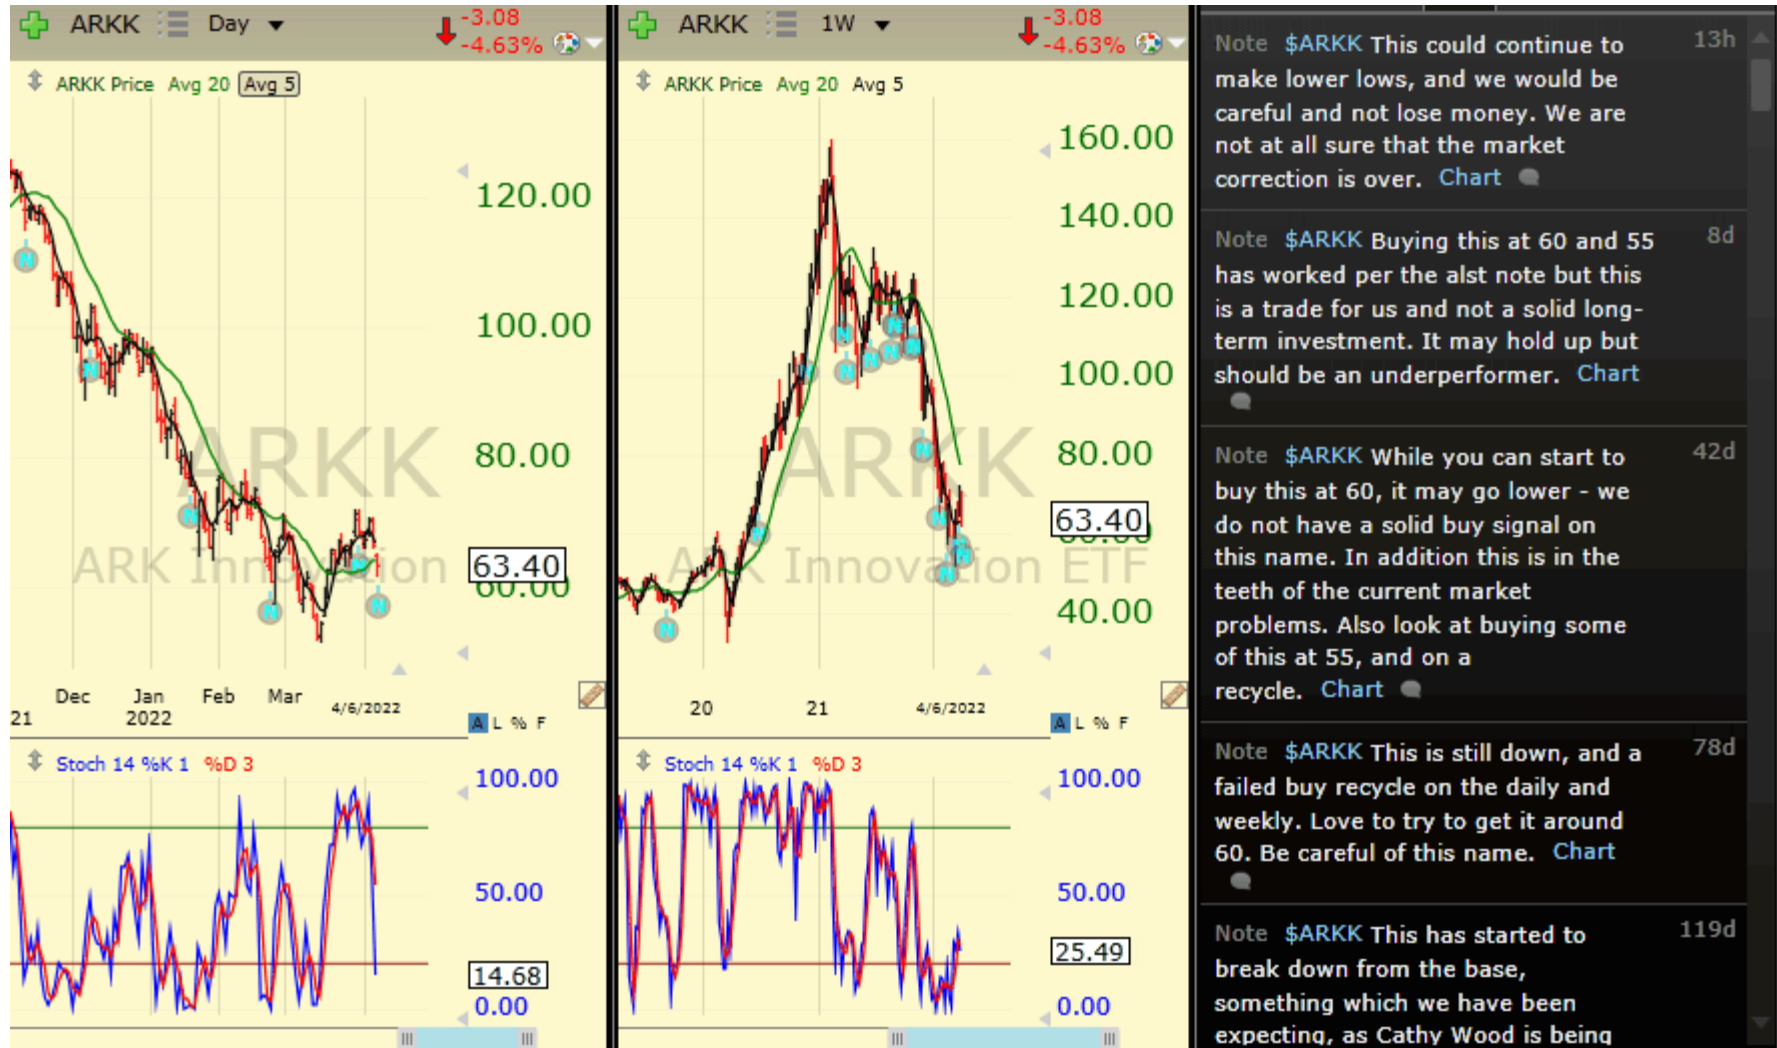 ARKK Day -3.08
-4.63%
ARKK Price Avg 20 Avg 5
120.00
100.00
80.00
63.40
60.00
ARKK
ARK Innovation
Dec Jan Feb Mar 4/6/2022
21 2022
A L % F
Stoch 14 %K 1 %D 3
100.00
50.00
14.68
0.00
ARKK 1W -3.08
-4.63%
ARKK Price Avg 20 Avg 5
160.00
140.00
120.00
100.00
80.00
63.40
60.00
40.00
ARKK
ARK Innovation ETF
20 21 4/6/2022
A L % F
Stoch 14 %K 1 %D 3
100.00
50.00
25.49
0.00
Note $ARKK This could continue to 13h
make lower lows, and we would be
careful and not lose money. We are
not at all sure that the market
correction is over. Chart
Note $ARKK Buying this at 60 and 55 8d
has worked per the alst note but this
is a trade for us and not a solid long-
term investment. It may hold up but
should be an underperformer. Chart
Note $ARKK While you can start to 42d
buy this at 60, it may go lower - we
do not have a solid buy signal on
this name. In addition this is in the
teeth of the current market
problems. Also look at buying some
of this at 55, and on a
recycle. Chart
Note $ARKK This is still down, and a 78d
failed buy recycle on the daily and
weekly. Love to try to get it around
60. Be careful of this name. Chart
Note $ARKK This has started to 119d
break down from the base,
something which we have been
expecting, as Cathy Wood is being